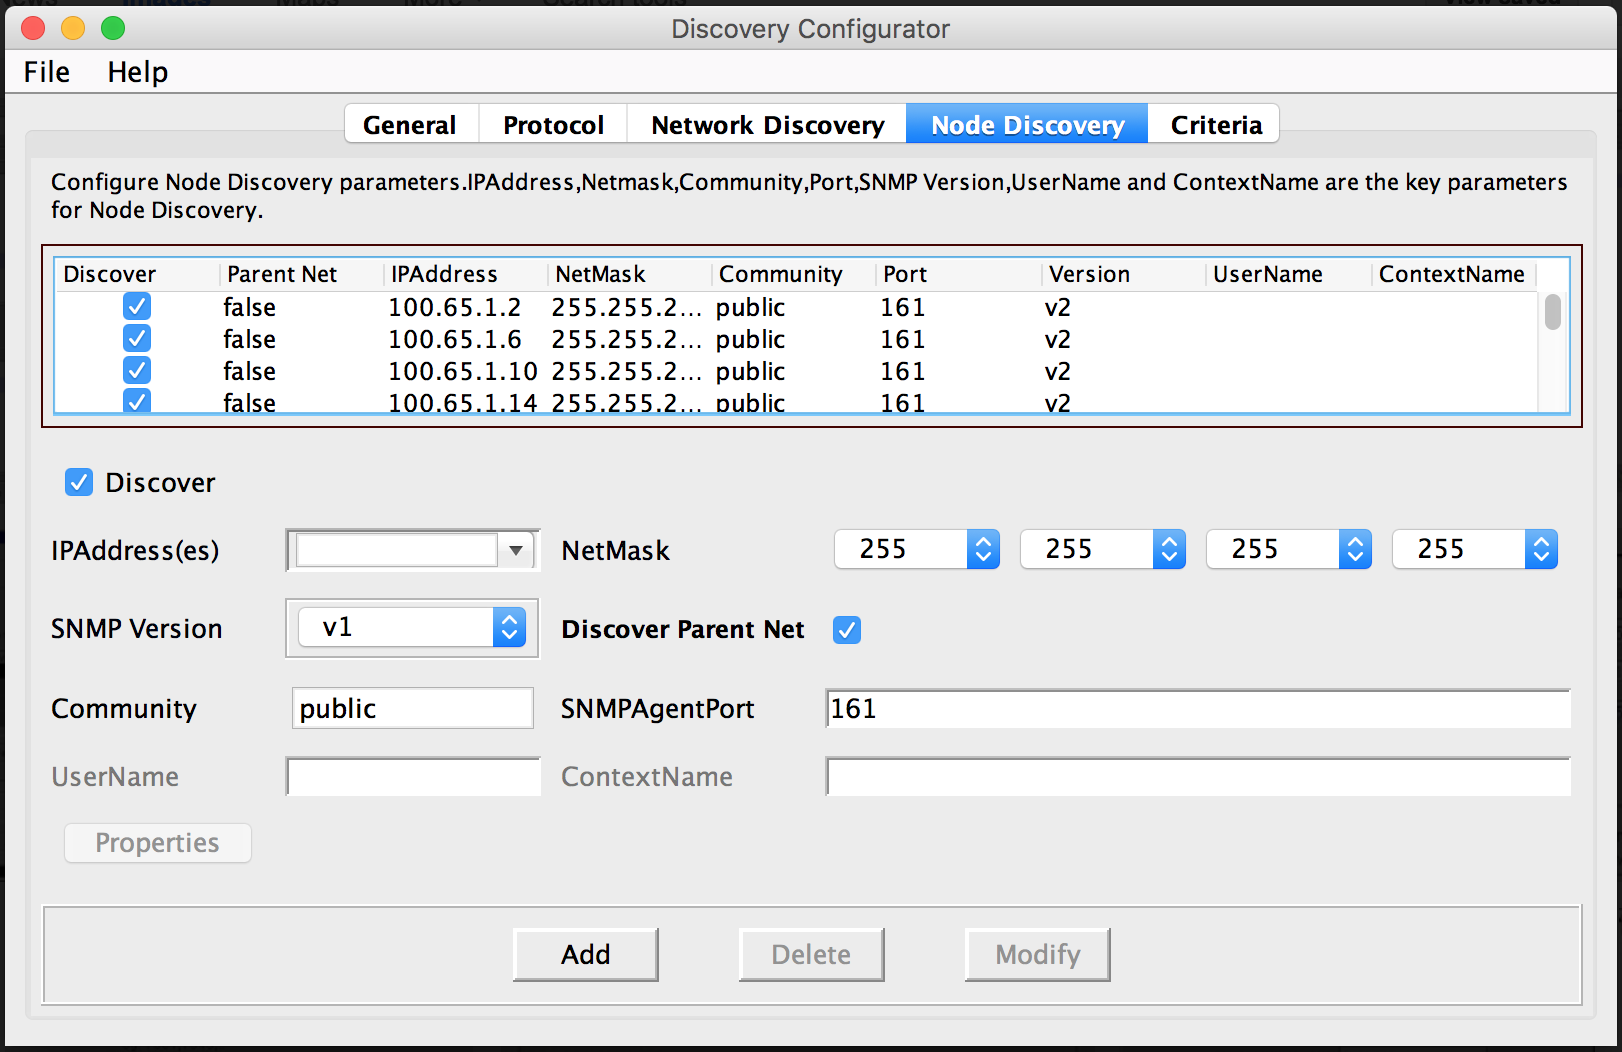 Discovery Configurator
File Help
General Protocol Network Discovery Node Discovery Criteria
Configure Node Discovery parameters.IPAddress,Netmask,Community,Port,SNMP Version,UserName and ContextName are the key parameters
for Node Discovery.
Discover Parent Net IPAddress NetMask Community Port Version UserName ContextName
false 100.65.1.2 255.255.2... public 161 v2
false 100.65.1.6 255.255.2... public 161 v2
false 100.65.1.10 255.255.2... public 161 v2
false 100.65.1.14 255.255.2... public 161 v2
Discover
IPAddress(es) NetMask 255 255 255 255
SNMP Version v1 Discover Parent Net
Community public SNMPAgentPort 161
UserName ContextName
Properties
Add Delete Modify